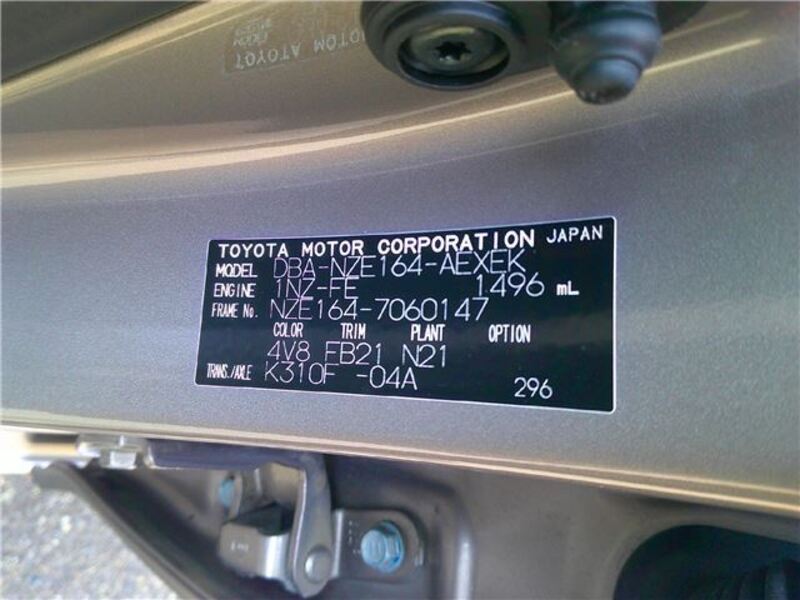 TOYOTA MOTOR CORPORATION JAPAN
MODEL DBA-NZE164-AEXEK
ENGINE 1NZ-FE 1496 mL
FRAME No. NZE164-7060147
COLOR TRIM PLANT OPTION
4V8 FB21 N21
TRANS./AXLE K310F -04A
296